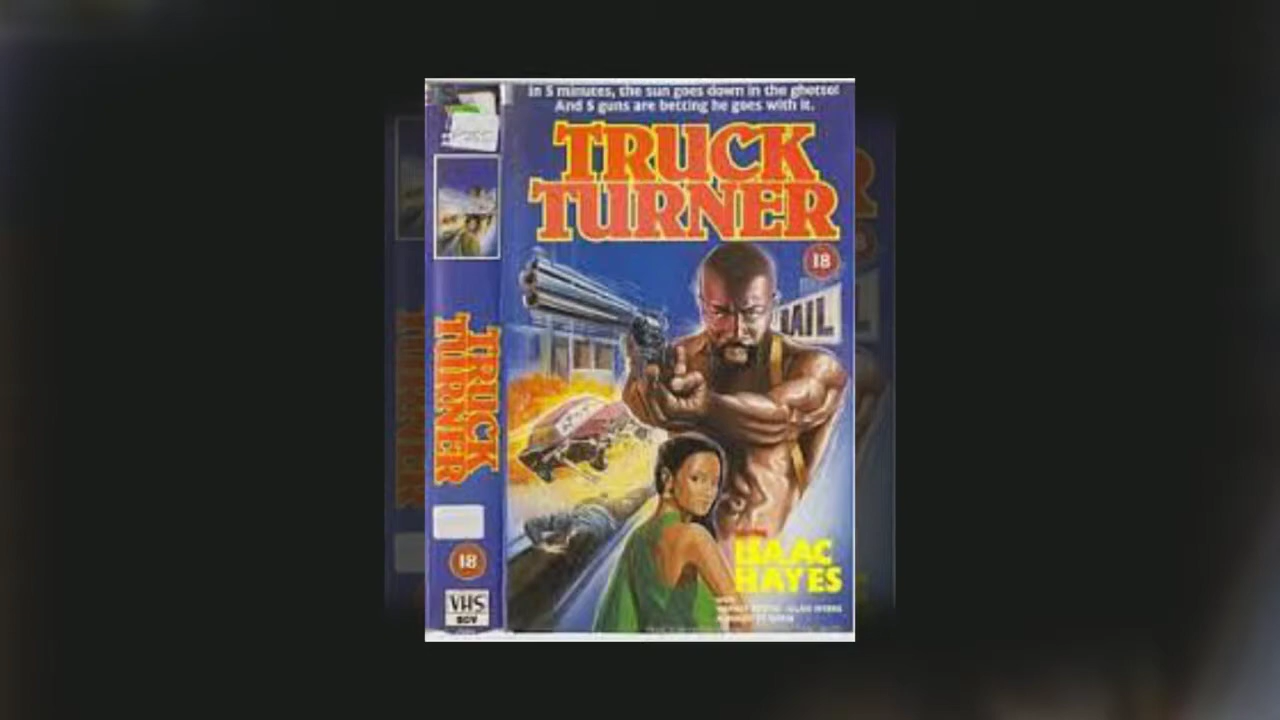 In 5 minutes, the sun goes down in the ghetto!
And 5 guns are betting he goes with it.
TRUCK
TURNER
18
JAIL
ISAAC
HAYES
TRUCK
TURNER
18
VHS